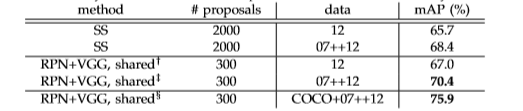 method # proposals data mAP (%)
SS 2000 12 65.7
SS 2000 07++12 68.4
RPN+VGG, shared† 300 12 67.0
RPN+VGG, shared‡ 300 07++12 70.4
RPN+VGG, shared§ 300 COCO+07++12 75.9